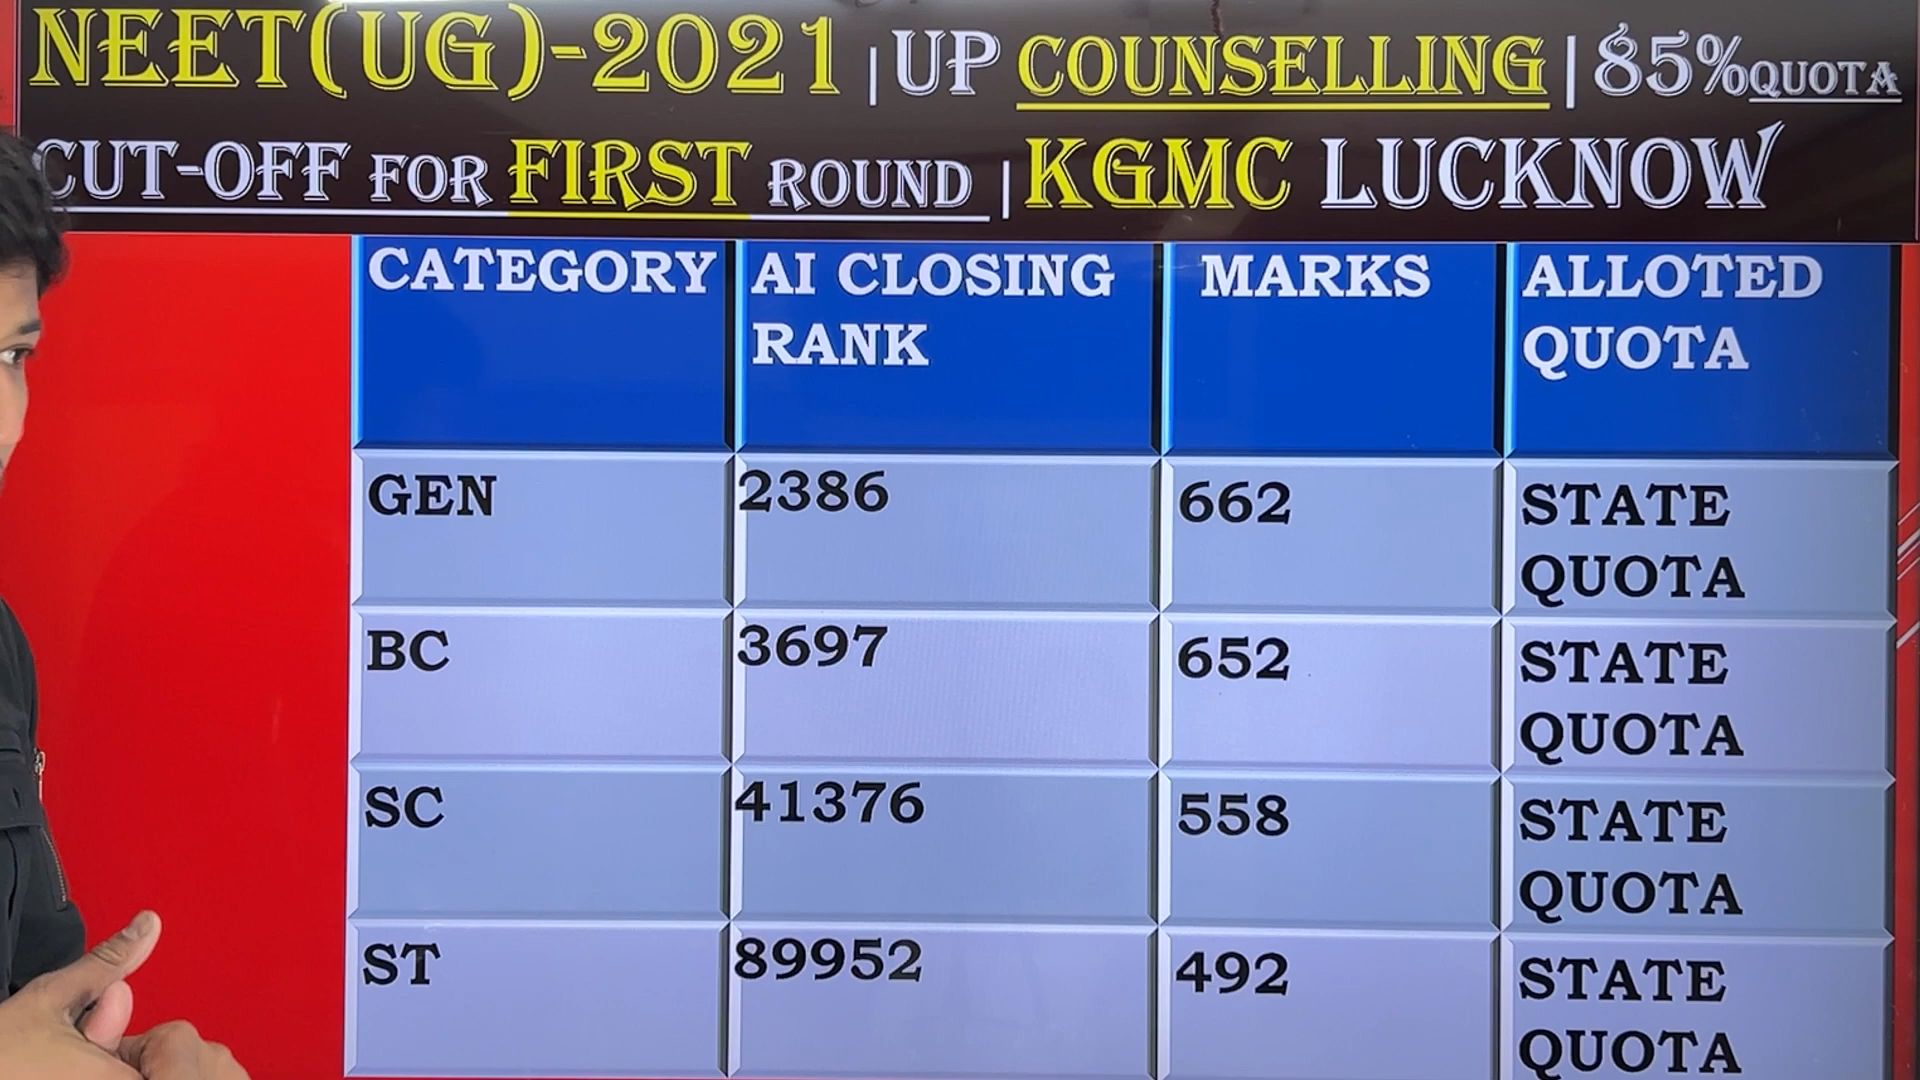 NEET(UG)-2021 | UP COUNSELLING | 85% QUOTA
CUT-OFF FOR FIRST ROUND | KGMC LUCKNOW
CATEGORY AI CLOSING RANK MARKS ALLOTED QUOTA
GEN 2386 662 STATE QUOTA
BC 3697 652 STATE QUOTA
SC 41376 558 STATE QUOTA
ST 89952 492 STATE QUOTA